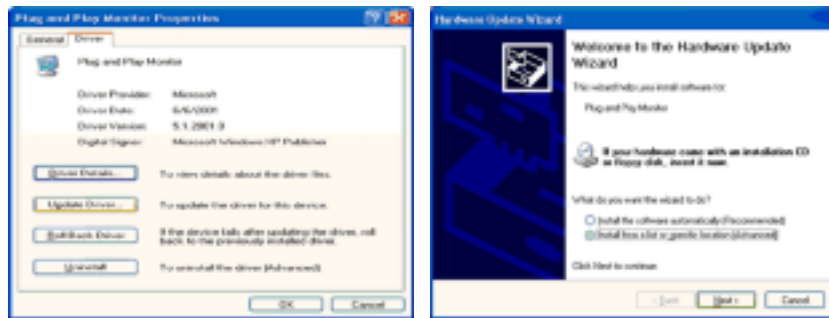 Plug and Play Monitor Properties
General Driver
Plug and Play Monitor
Driver Provider: Microsoft
Driver Date: 6/6/2001
Driver Version: 5.1.2001.0
Digital Signer: Microsoft Windows XP Publisher
Driver Details... To view details about the driver files.
Update Driver... To update the driver for this device.
Roll Back Driver If the device fails after updating the driver, roll
back to the previously installed driver.
Uninstall To uninstall the driver (Advanced).
OK Cancel
Hardware Update Wizard
Welcome to the Hardware Update
Wizard
This wizard helps you install software for:
Plug and Play Monitor
If your hardware came with an installation CD
or floppy disk, insert it now.
What do you want the wizard to do?
Install the software automatically (Recommended)
Install from a list or specific location (Advanced)
Click Next to continue.
< Back Next > Cancel